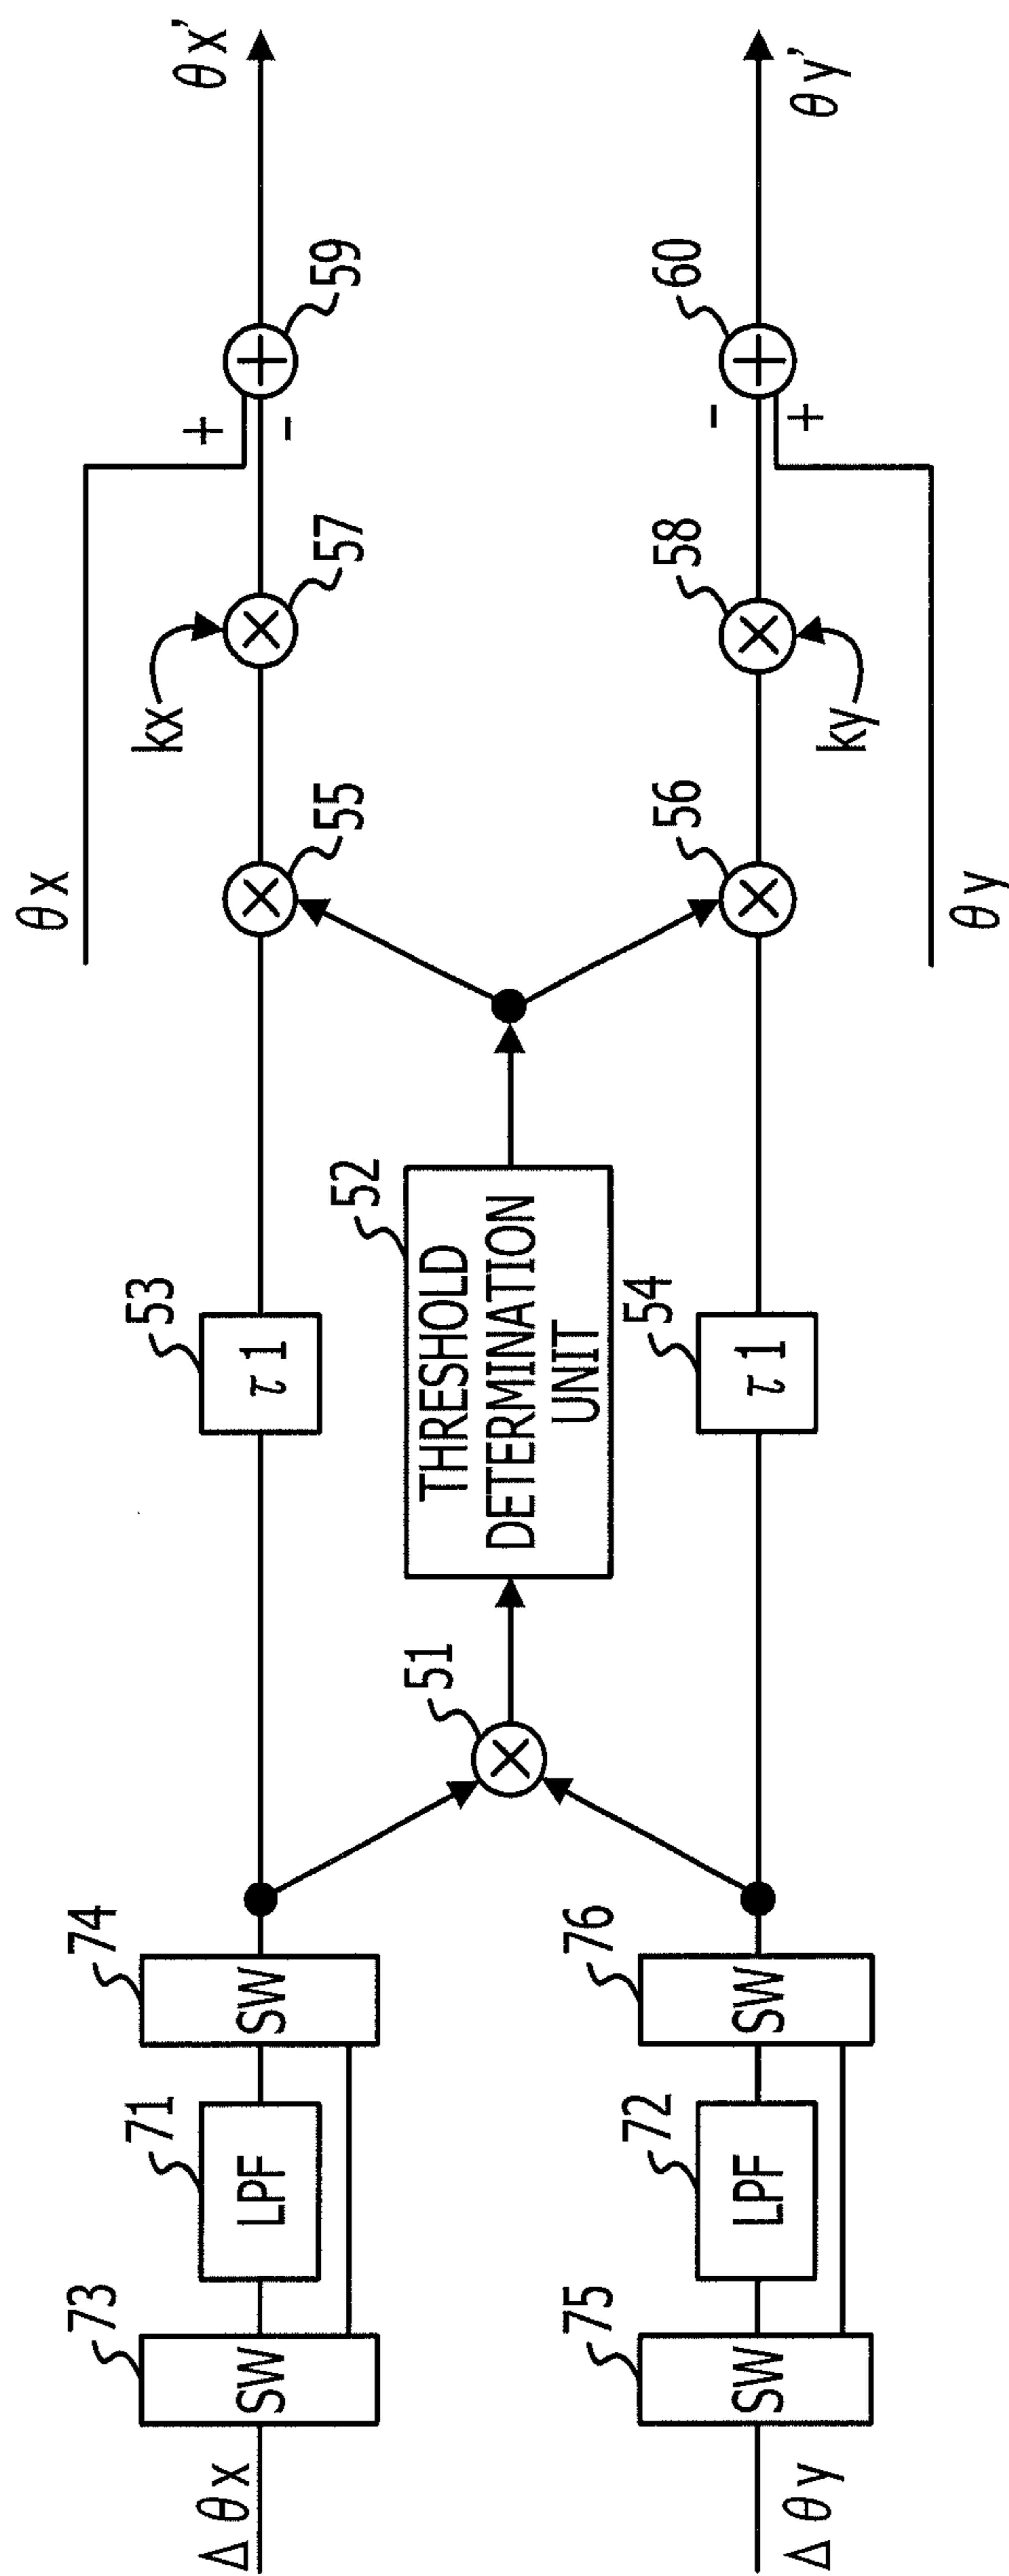 Δθx
73
SW
71
LPF
74
SW
53
τ1
θx
55
kx
57
+
-
59
θx'
51
52
THRESHOLD
DETERMINATION
UNIT
Δθy
75
SW
72
LPF
76
SW
54
τ1
56
58
ky
-
+
60
θy
θy'